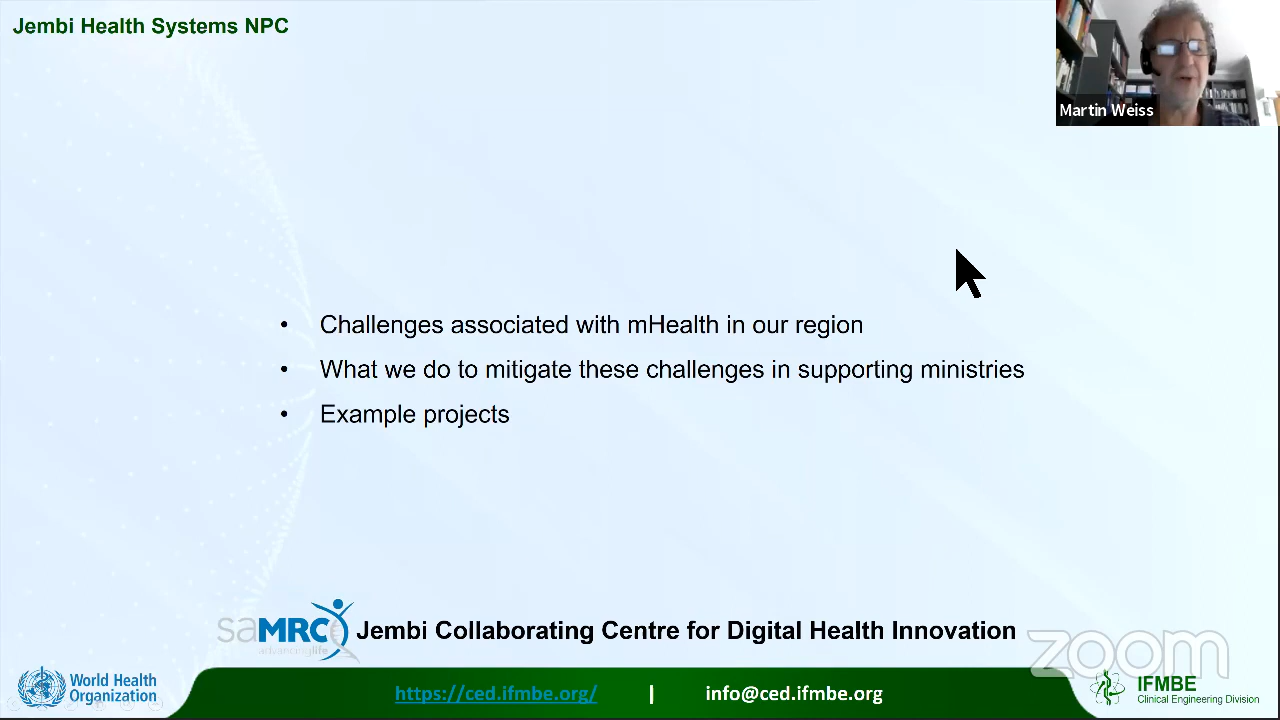 Jembi Health Systems NPC
Martin Weiss
• Challenges associated with mHealth in our region
• What we do to mitigate these challenges in supporting ministries
• Example projects
saMRC
advancinglife
Jembi Collaborating Centre for Digital Health Innovation
zoom
World Health
Organization
https://ced.ifmbe.org/ | info@ced.ifmbe.org
IFMBE
Clinical Engineering Division